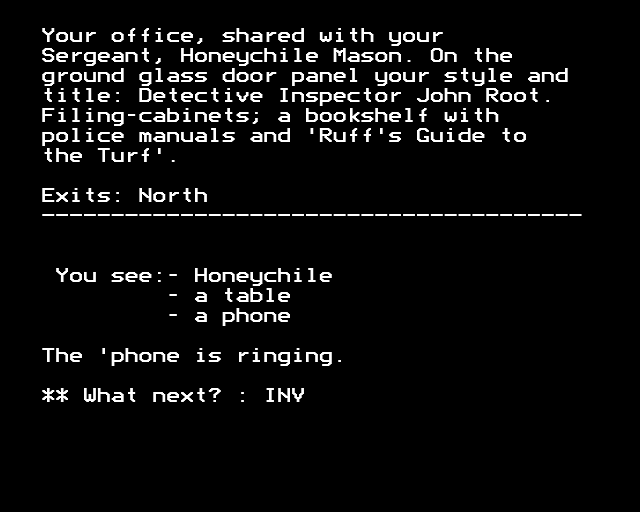 Your office, shared with your
Sergeant, Honeychile Mason. On the
ground glass door panel your style and
title: Detective Inspector John Root.
Filing-cabinets; a bookshelf with
police manuals and 'Ruff's Guide to
the Turf'.
Exits: North
---------------------------------------
You see:- Honeychile
- a table
- a phone
The 'phone is ringing.
** What next? : INV